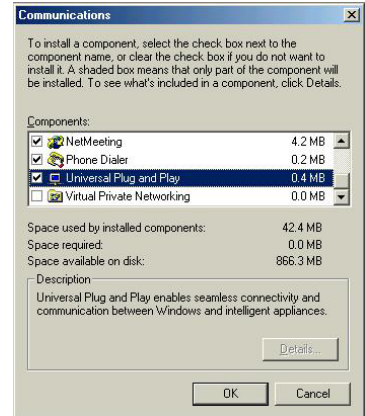 Communications
To install a component, select the check box next to the
component name, or clear the check box if you do not want to
install it. A shaded box means that only part of the component will
be installed. To see what's included in a component, click Details.
Components:
NetMeeting 4.2 MB
Phone Dialer 0.2 MB
Universal Plug and Play 0.4 MB
Virtual Private Networking 0.0 MB
Space used by installed components: 42.4 MB
Space required: 0.0 MB
Space available on disk: 866.3 MB
Description
Universal Plug and Play enables seamless connectivity and
communication between Windows and intelligent appliances.
Details...
OK Cancel